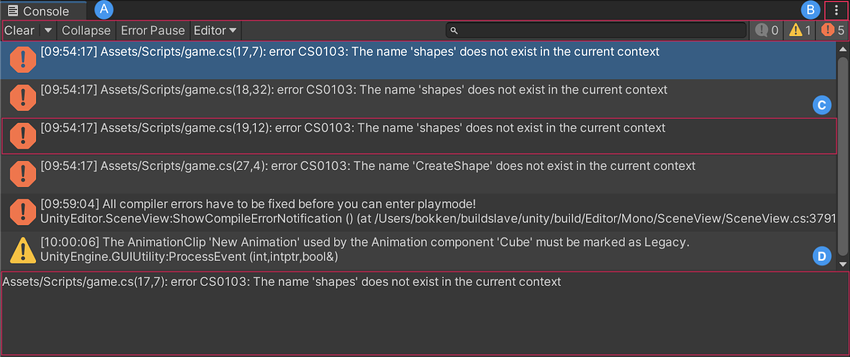 Console A B
Clear Collapse Error Pause Editor 0 1 5
[09:54:17] Assets/Scripts/game.cs(17,7): error CS0103: The name 'shapes' does not exist in the current context
[09:54:17] Assets/Scripts/game.cs(18,32): error CS0103: The name 'shapes' does not exist in the current context
C
[09:54:17] Assets/Scripts/game.cs(19,12): error CS0103: The name 'shapes' does not exist in the current context
[09:54:17] Assets/Scripts/game.cs(27,4): error CS0103: The name 'CreateShape' does not exist in the current context
[09:59:04] All compiler errors have to be fixed before you can enter playmode!
UnityEditor.SceneView:ShowCompileErrorNotification () (at /Users/bokken/buildslave/unity/build/Editor/Mono/SceneView/SceneView.cs:3791
[10:00:06] The AnimationClip 'New Animation' used by the Animation component 'Cube' must be marked as Legacy.
UnityEngine.GUIUtility:ProcessEvent (int,intptr,bool&) D
Assets/Scripts/game.cs(17,7): error CS0103: The name 'shapes' does not exist in the current context